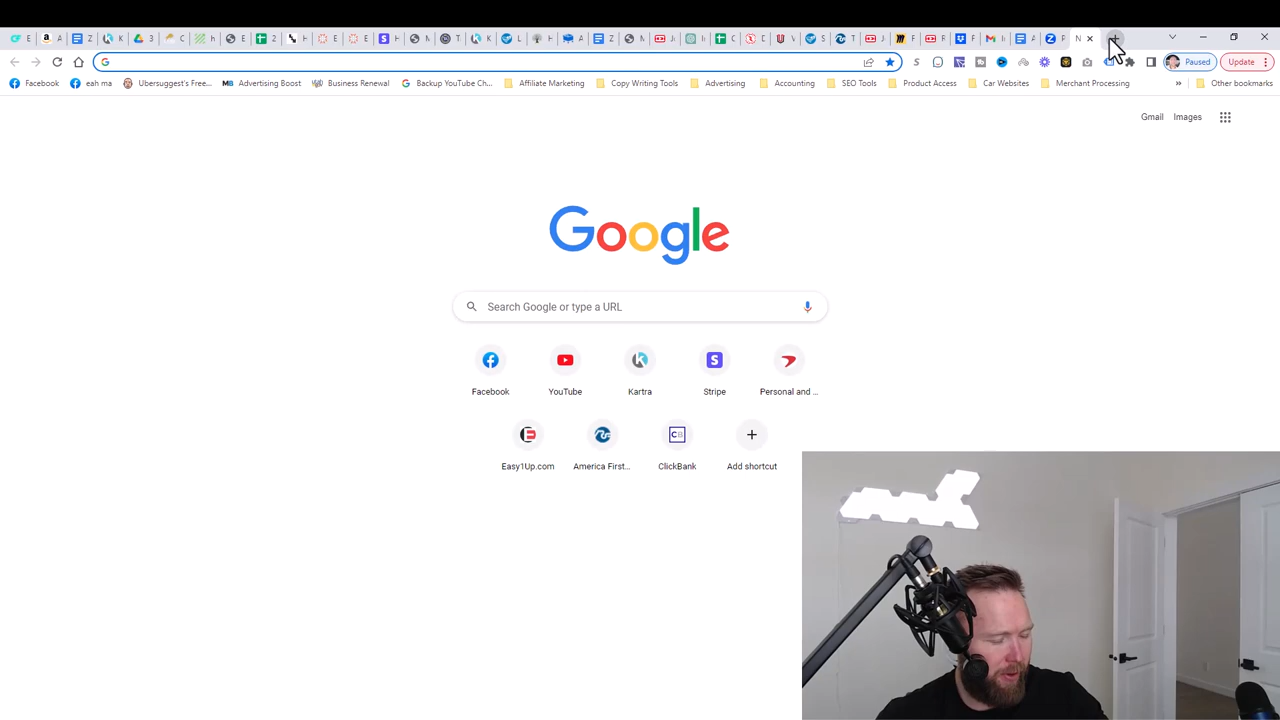 Paused
Update
Facebook
eah ma
Ubersuggest's Free...
Advertising Boost
Business Renewal
Backup YouTube Ch...
Affiliate Marketing
Copy Writing Tools
Advertising
Accounting
SEO Tools
Product Access
Car Websites
Merchant Processing
»
Other bookmarks
Gmail
Images
Google
Search Google or type a URL
Facebook
YouTube
Kartra
Stripe
Personal and ...
Easy1Up.com
America First...
ClickBank
Add shortcut